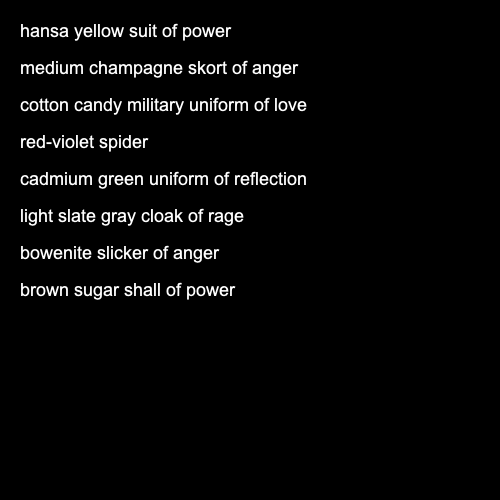 hansa yellow suit of power
medium champagne skort of anger
cotton candy military uniform of love
red-violet spider
cadmium green uniform of reflection
light slate gray cloak of rage
bowenite slicker of anger
brown sugar shall of power